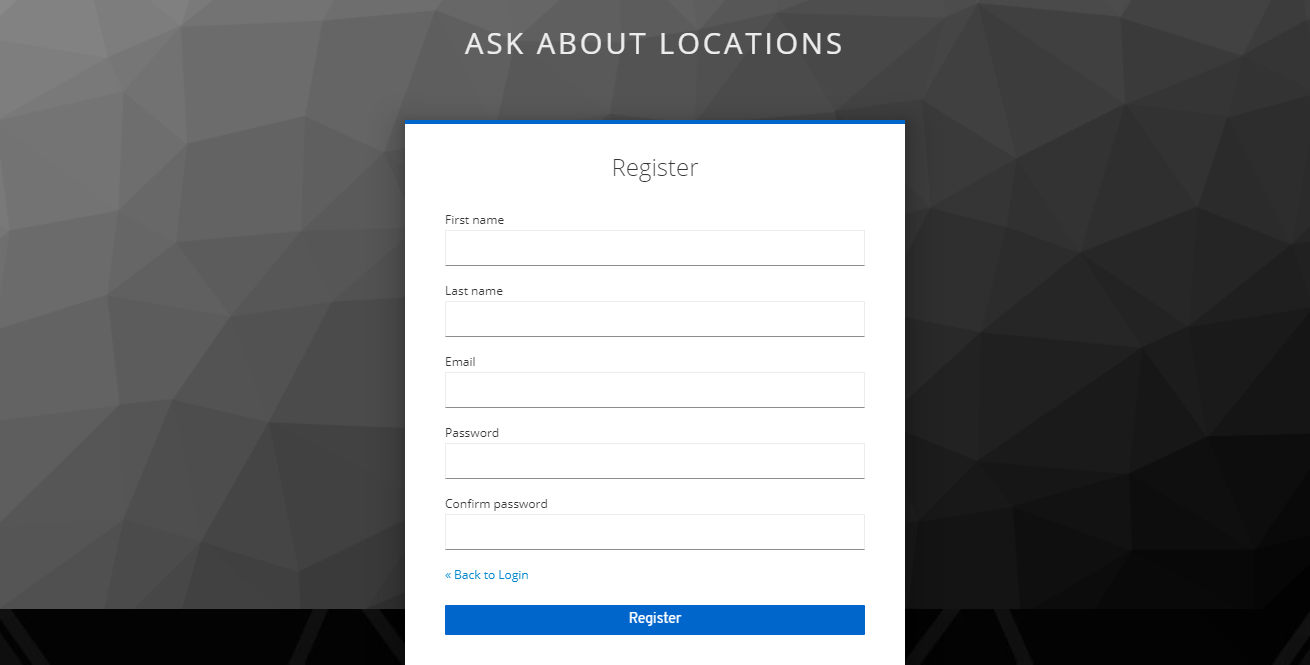 ASK ABOUT LOCATIONS
Register
First name
Last name
Email
Password
Confirm password
« Back to Login
Register